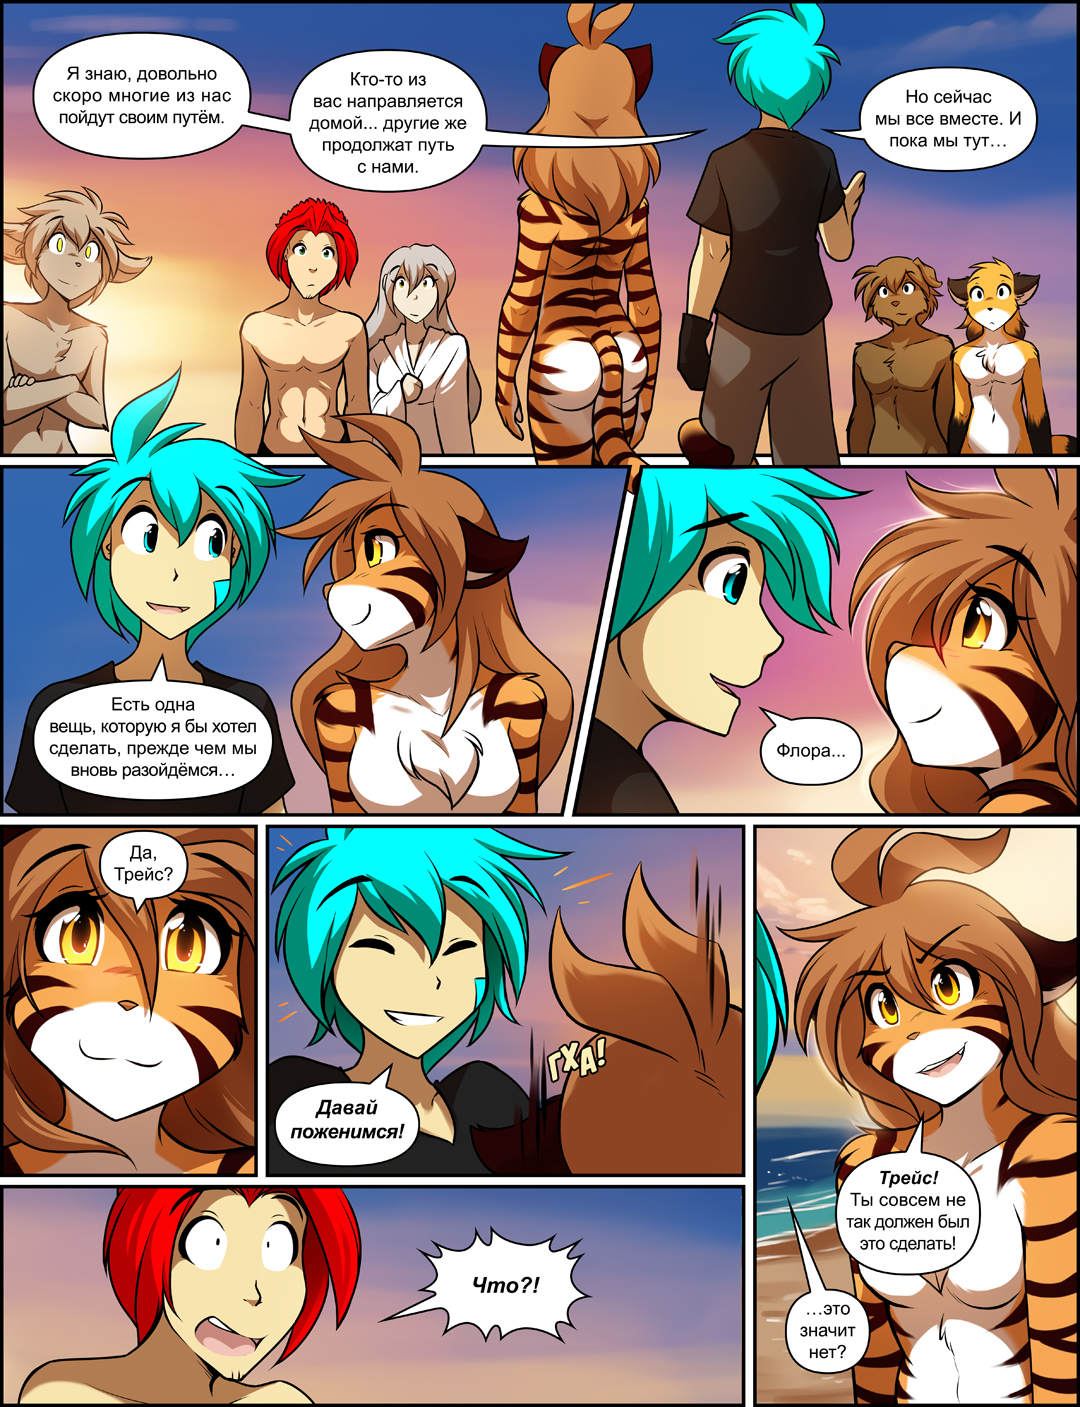 Я знаю, довольно
скоро многие из нас
пойдут своим путём.
Кто-то из
вас направляется
домой... другие же
продолжат путь
с нами.
Но сейчас
мы все вместе. И
пока мы тут...
Есть одна
вещь, которую я бы хотел
сделать, прежде чем мы
вновь разойдёмся...
Флора...
Да,
Трейс?
Давай
поженимся!
ГХА!
Трейс!
Ты совсем не
так должен был
это сделать!
...это
значит
нет?
Что?!